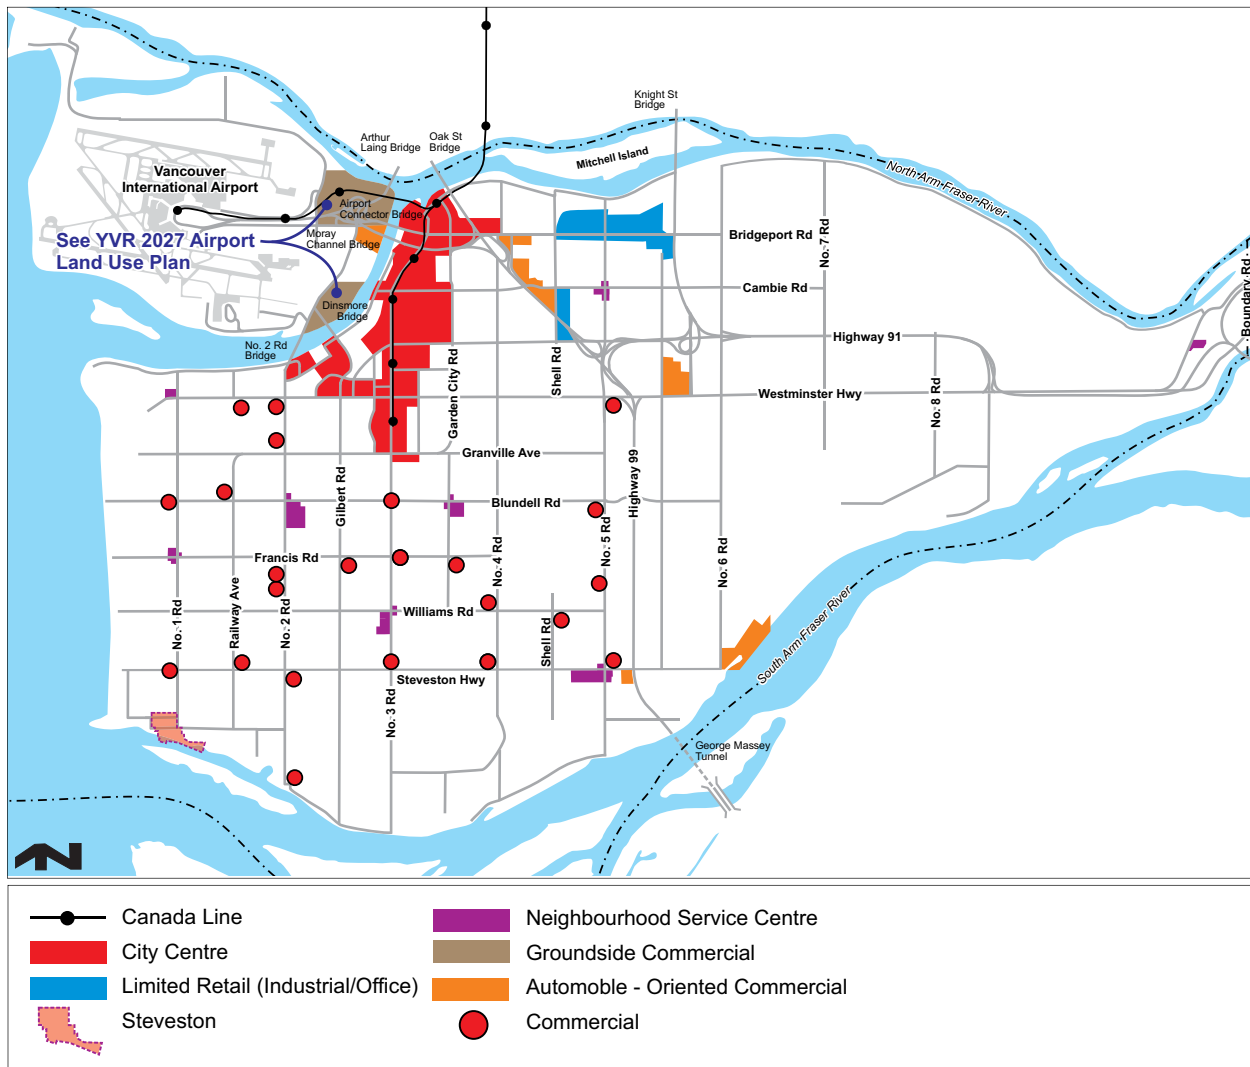 Knight St
Bridge
Arthur
Laing Bridge
Oak St
Bridge
Mitchell Island
North Arm Fraser River
Vancouver
International Airport
Airport
Connector Bridge
Moray
Channel Bridge
See YVR 2027 Airport
Land Use Plan
Bridgeport Rd
No. 7 Rd
Boundary Rd
Cambie Rd
Dinsmore
Bridge
No. 2 Rd
Bridge
Highway 91
Shell Rd
Garden City Rd
Westminster Hwy
No. 8 Rd
Granville Ave
Gilbert Rd
Highway 99
Blundell Rd
No. 5 Rd
No. 4 Rd
No. 6 Rd
Francis Rd
No. 1 Rd
Railway Ave
No. 2 Rd
Williams Rd
Shell Rd
South Arm Fraser River
Steveston Hwy
No. 3 Rd
George Massey
Tunnel
N
Canada Line
City Centre
Limited Retail (Industrial/Office)
Steveston
Neighbourhood Service Centre
Groundside Commercial
Automoble - Oriented Commercial
Commercial